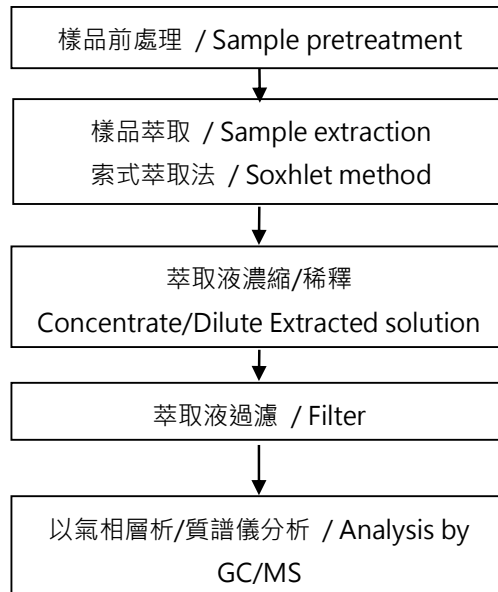 樣品前處理 / Sample pretreatment
樣品萃取 / Sample extraction
索式萃取法 / Soxhlet method
萃取液濃縮/稀釋
Concentrate/Dilute Extracted solution
萃取液過濾 / Filter
以氣相層析/質譜儀分析 / Analysis by
GC/MS